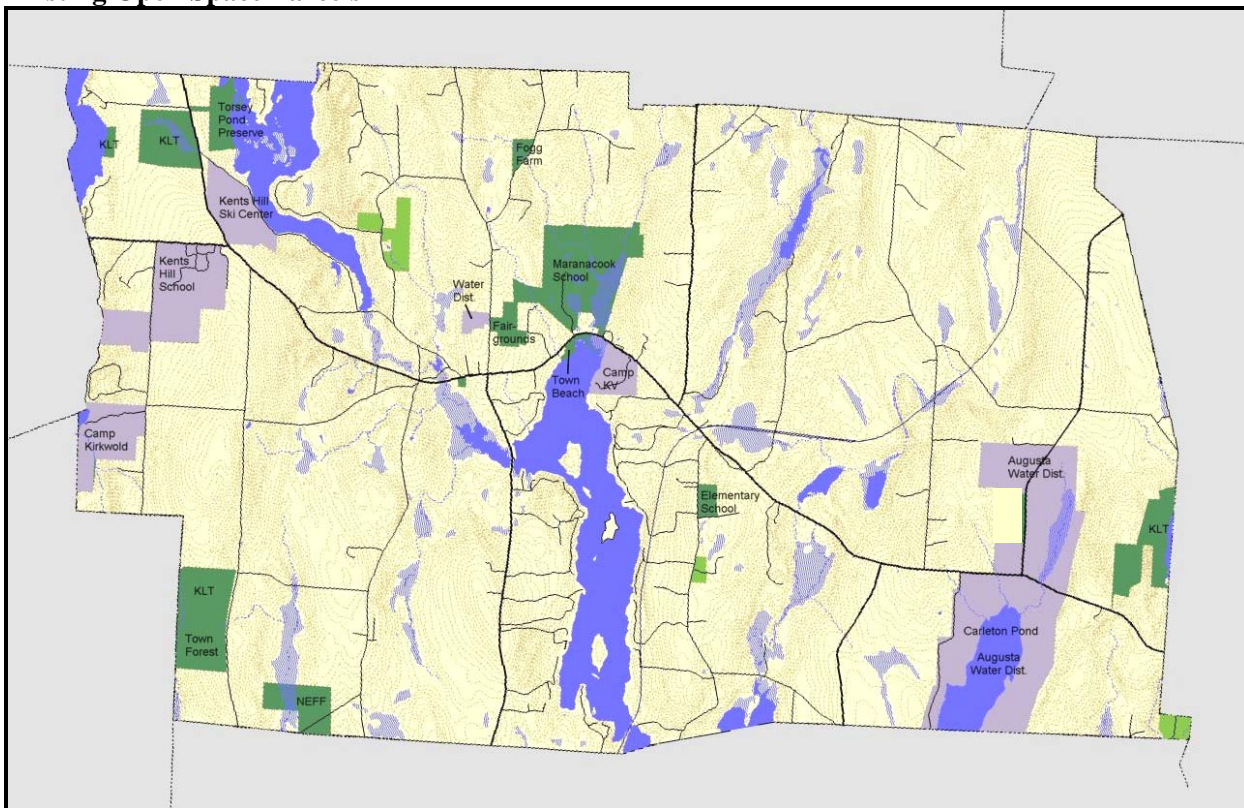 Torsey
Pond
Preserve
KLT
KLT
Kents Hill
Ski Center
Kents
Hill
School
Fogg
Farm
Maranacook
School
Water
Dist.
Fair-
grounds
Town
Beach
Camp
Camp
Kirkwold
Elementary
School
Augusta
Water Dist.
KLT
KLT
Town
Forest
NEFF
Carleton Pond
Augusta
Water Dist.